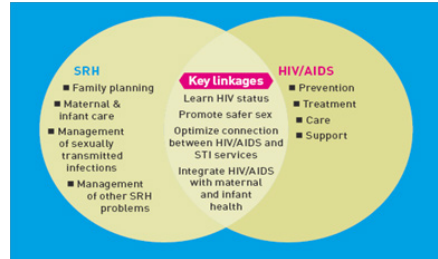 SRH
■ Family planning
■ Maternal &
infant care
■ Management
of sexually
transmitted
infections
■ Management
of other SRH
problems
Key linkages
Learn HIV status
Promote safer sex
Optimize connection
between HIV/AIDS and
STI services
Integrate HIV/AIDS
with maternal
and infant
health
HIV/AIDS
■ Prevention
■ Treatment
■ Care
■ Support